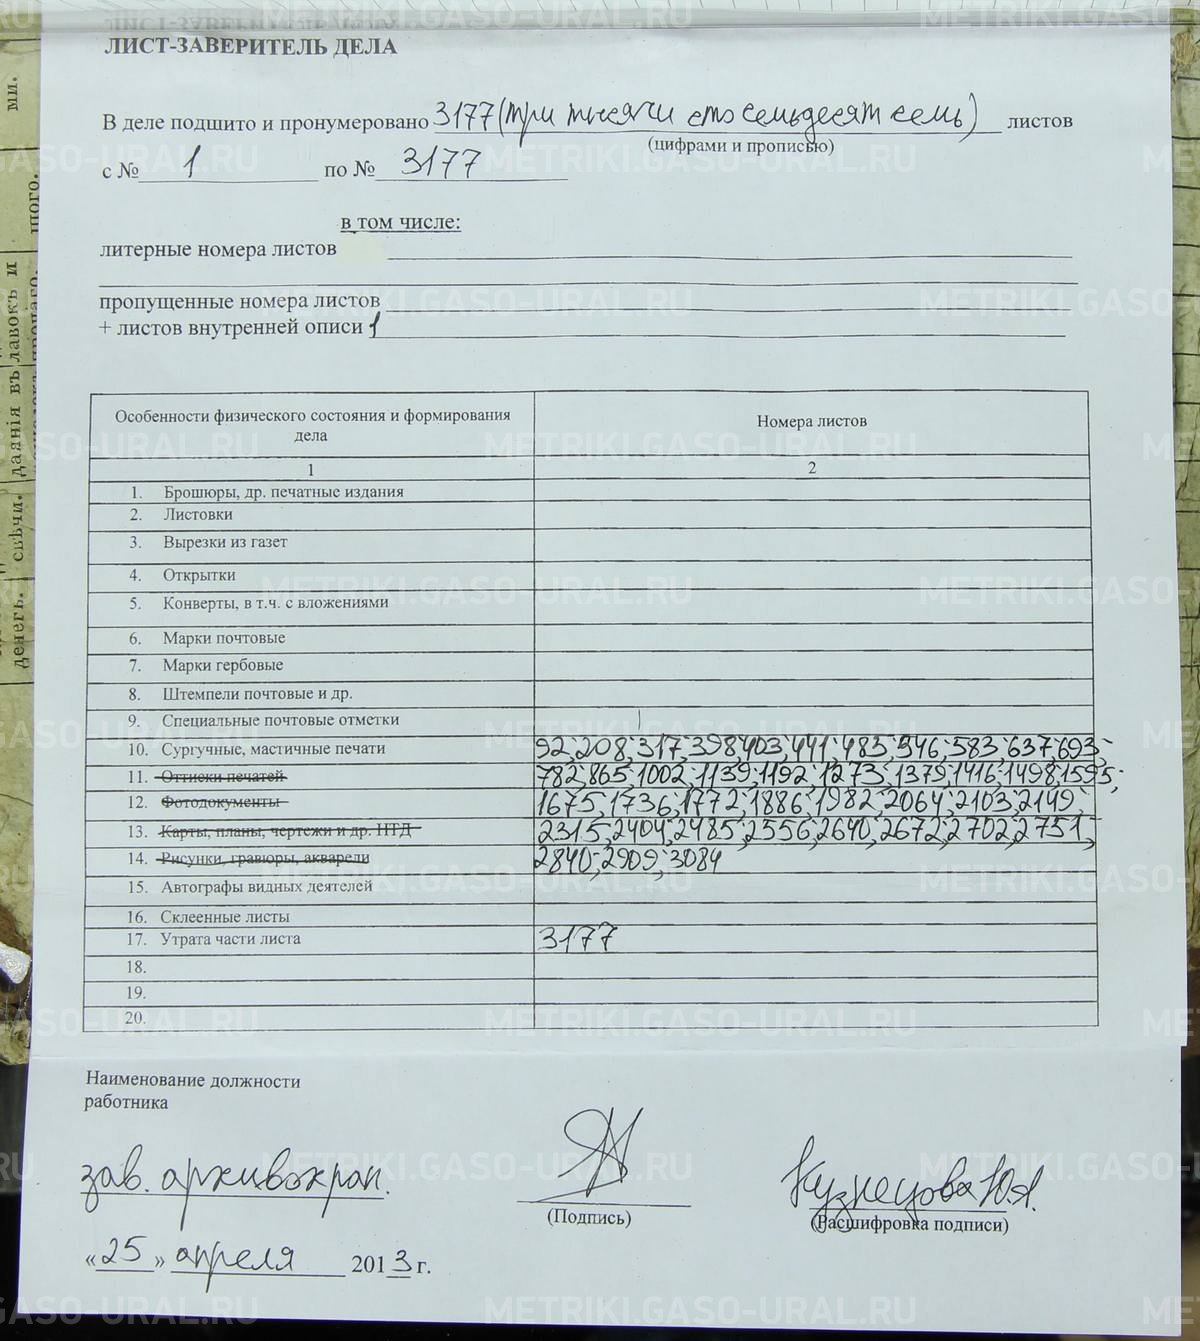 ЛИСТ-ЗАВЕРИТЕЛЬ ДЕЛА
В деле подшито и пронумеровано 3177 (три тысячи сто семьдесят семь) листов
(цифрами и прописью)
с № 1 по № 3177
в том числе:
литерные номера листов
пропущенные номера листов
+ листов внутренней описи 1
Особенности физического состояния и формирования дела Номера листов
1 2
1. Брошюры, др. печатные издания
2. Листовки
3. Вырезки из газет
4. Открытки
5. Конверты, в т.ч. с вложениями
6. Марки почтовые
7. Марки гербовые
8. Штемпели почтовые и др.
9. Специальные почтовые отметки
10. Сургучные, мастичные печати 92; 208; 317; 398; 403; 441; 485; 546; 583; 637; 693;
11. Оттиски печатей 782; 865; 1002; 1139; 1192; 1273; 1379; 1416; 1498; 1595;
12. Фотодокументы 1675; 1736; 1772; 1886; 1982; 2064; 2103; 2149;
13. Карты, планы, чертежи и др. НТД 2315; 2404; 2485; 2556; 2640; 2672; 2702; 2751;
14. Рисунки, гравюры, акварели 2840; 2909; 3084
15. Автографы видных деятелей
16. Склеенные листы
17. Утрата части листа 3177
18.
19.
20.
Наименование должности
работника
зав. архивохран. Кузнецова Ю.А.
(Подпись) (Расшифровка подписи)
«25» апреля 2013 г.
METRIKI.GASO-URAL.RU